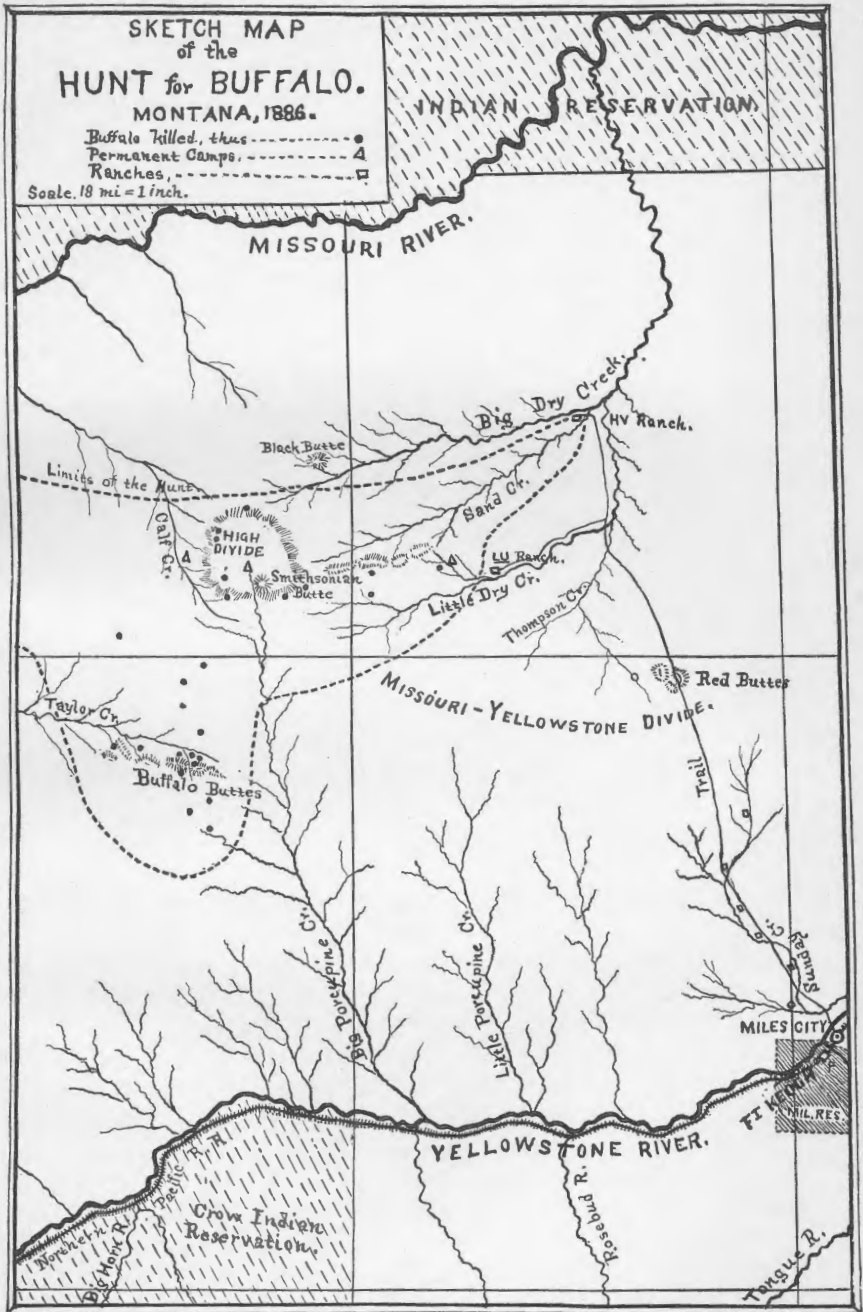 SKETCH MAP
of the
HUNT for BUFFALO.
MONTANA, 1886.
Buffalo killed, thus
Permanent Camps,
Ranches,
Scale. 18 mi = 1 inch.
INDIAN RESERVATION.
MISSOURI RIVER.
Big Dry Creek.
HV Ranch.
Black Butte
Limits of the Hunt
Sand Cr.
Calf Cr.
HIGH
DIVIDE
LU Ranch.
Smithsonian
Butte
Little Dry Cr.
Thompson Cr.
Red Buttes
MISSOURI-YELLOWSTONE DIVIDE.
Taylor Cr.
Buffalo Buttes
Trail
Big Porcupine Cr.
Little Porcupine Cr.
Sunday Cr.
MILES CITY
FT KEOGH
MIL. RES.
YELLOWSTONE RIVER.
Northern Pacific R.R.
Crow Indian
Reservation.
Big Horn R.
Rosebud R.
Tongue R.